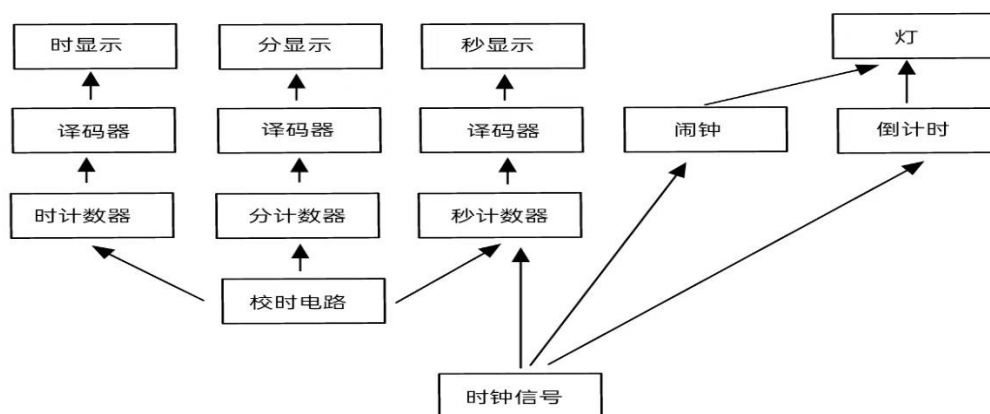 时显示
分显示
秒显示
灯
译码器
译码器
译码器
闹钟
倒计时
时计数器
分计数器
秒计数器
校时电路
时钟信号